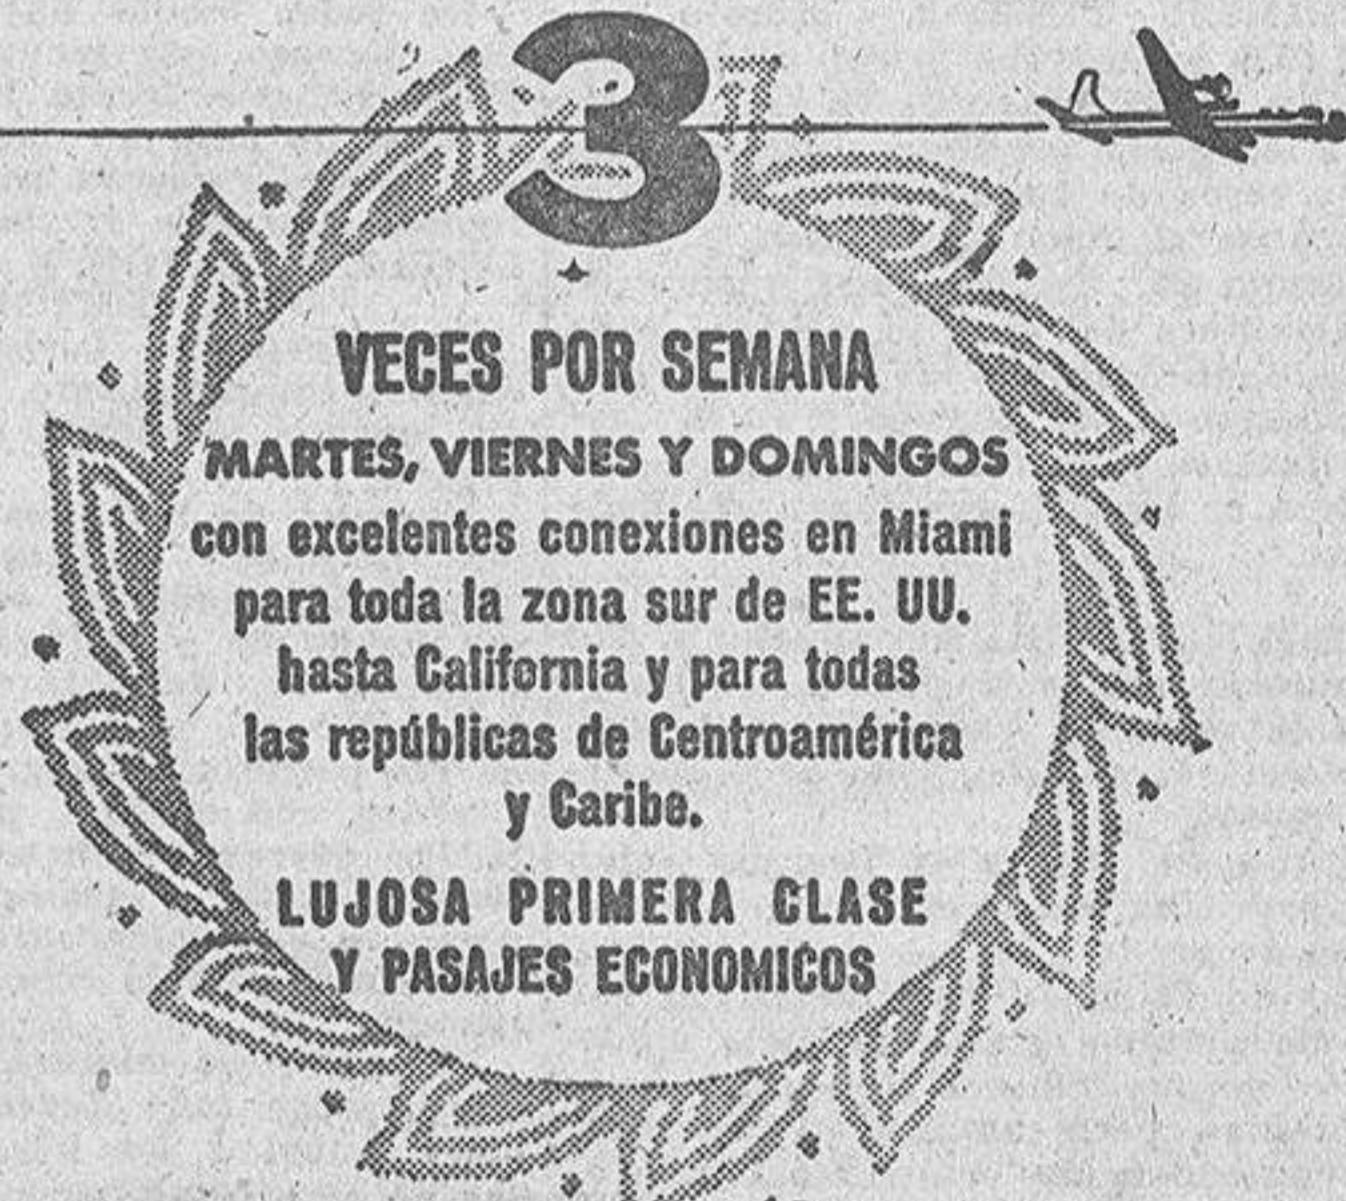 3
VECES POR SEMANA
MARTES, VIERNES Y DOMINGOS
con excelentes conexiones en Miami
para toda la zona sur de EE. UU.
hasta California y para todas
las repúblicas de Centroamérica
y Caribe.
LUJOSA PRIMERA CLASE
Y PASAJES ECONOMICOS